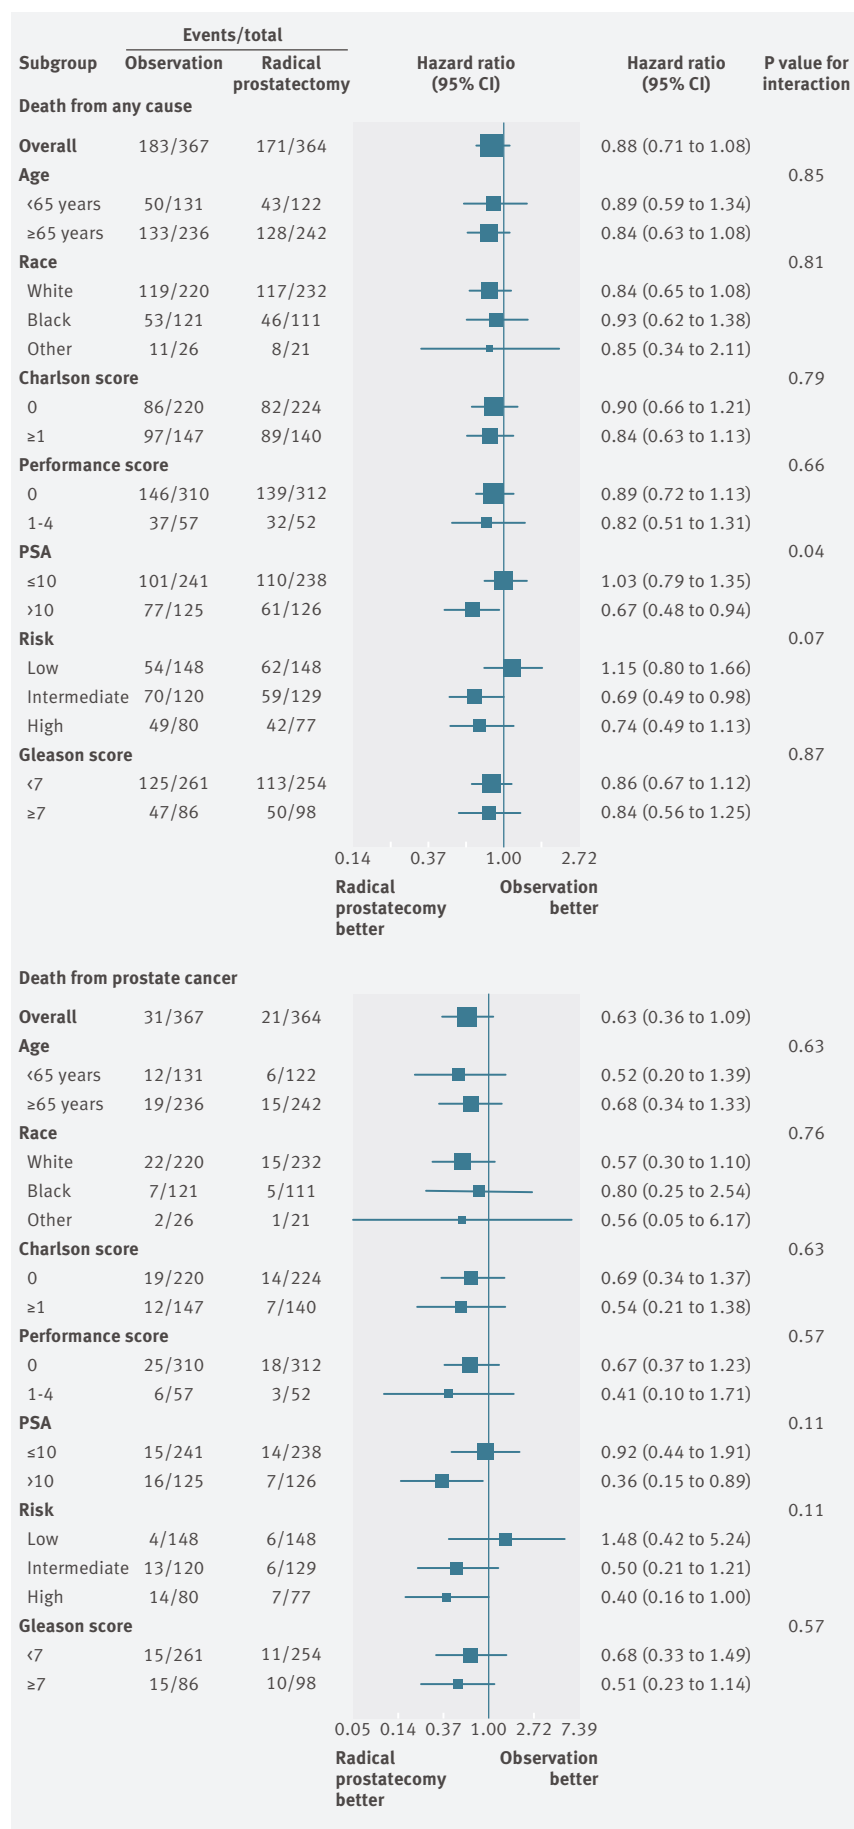 Events/total
Subgroup Observation Radical prostatectomy Hazard ratio (95% CI) Hazard ratio (95% CI) P value for interaction
Death from any cause
Overall 183/367 171/364 0.88 (0.71 to 1.08)
Age 0.85
<65 years 50/131 43/122 0.89 (0.59 to 1.34)
≥65 years 133/236 128/242 0.84 (0.63 to 1.08)
Race 0.81
White 119/220 117/232 0.84 (0.65 to 1.08)
Black 53/121 46/111 0.93 (0.62 to 1.38)
Other 11/26 8/21 0.85 (0.34 to 2.11)
Charlson score 0.79
0 86/220 82/224 0.90 (0.66 to 1.21)
≥1 97/147 89/140 0.84 (0.63 to 1.13)
Performance score 0.66
0 146/310 139/312 0.89 (0.72 to 1.13)
1-4 37/57 32/52 0.82 (0.51 to 1.31)
PSA 0.04
≤10 101/241 110/238 1.03 (0.79 to 1.35)
>10 77/125 61/126 0.67 (0.48 to 0.94)
Risk 0.07
Low 54/148 62/148 1.15 (0.80 to 1.66)
Intermediate 70/120 59/129 0.69 (0.49 to 0.98)
High 49/80 42/77 0.74 (0.49 to 1.13)
Gleason score 0.87
<7 125/261 113/254 0.86 (0.67 to 1.12)
≥7 47/86 50/98 0.84 (0.56 to 1.25)
0.14 0.37 1.00 2.72
Radical Observation
prostatecomy better
better
Death from prostate cancer
Overall 31/367 21/364 0.63 (0.36 to 1.09)
Age 0.63
<65 years 12/131 6/122 0.52 (0.20 to 1.39)
≥65 years 19/236 15/242 0.68 (0.34 to 1.33)
Race 0.76
White 22/220 15/232 0.57 (0.30 to 1.10)
Black 7/121 5/111 0.80 (0.25 to 2.54)
Other 2/26 1/21 0.56 (0.05 to 6.17)
Charlson score 0.63
0 19/220 14/224 0.69 (0.34 to 1.37)
≥1 12/147 7/140 0.54 (0.21 to 1.38)
Performance score 0.57
0 25/310 18/312 0.67 (0.37 to 1.23)
1-4 6/57 3/52 0.41 (0.10 to 1.71)
PSA 0.11
≤10 15/241 14/238 0.92 (0.44 to 1.91)
>10 16/125 7/126 0.36 (0.15 to 0.89)
Risk 0.11
Low 4/148 6/148 1.48 (0.42 to 5.24)
Intermediate 13/120 6/129 0.50 (0.21 to 1.21)
High 14/80 7/77 0.40 (0.16 to 1.00)
Gleason score 0.57
<7 15/261 11/254 0.68 (0.33 to 1.49)
≥7 15/86 10/98 0.51 (0.23 to 1.14)
0.05 0.14 0.37 1.00 2.72 7.39
Radical Observation
prostatecomy better
better